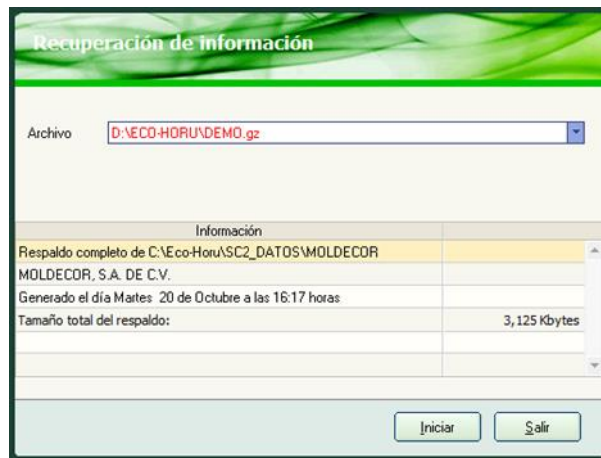 Recuperación de información
Archivo D:\ECO-HORU\DEMO.gz
Información
Respaldo completo de C:\Eco-Horu\SC2_DATOS\MOLDECOR
MOLDECOR, S.A. DE C.V.
Generado el día Martes 20 de Octubre a las 16:17 horas
Tamaño total del respaldo: 3,125 Kbytes
Iniciar Salir